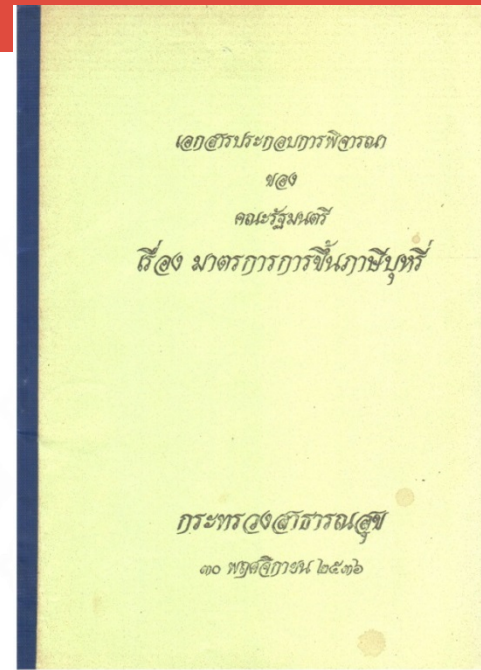 เอกสารประกอบการพิจารณา
ของ
คณะรัฐมนตรี
เรื่อง มาตรการการขึ้นภาษีบุหรี่
กระทรวงสาธารณสุข
๓๐ พฤศจิกายน ๒๕๓๖